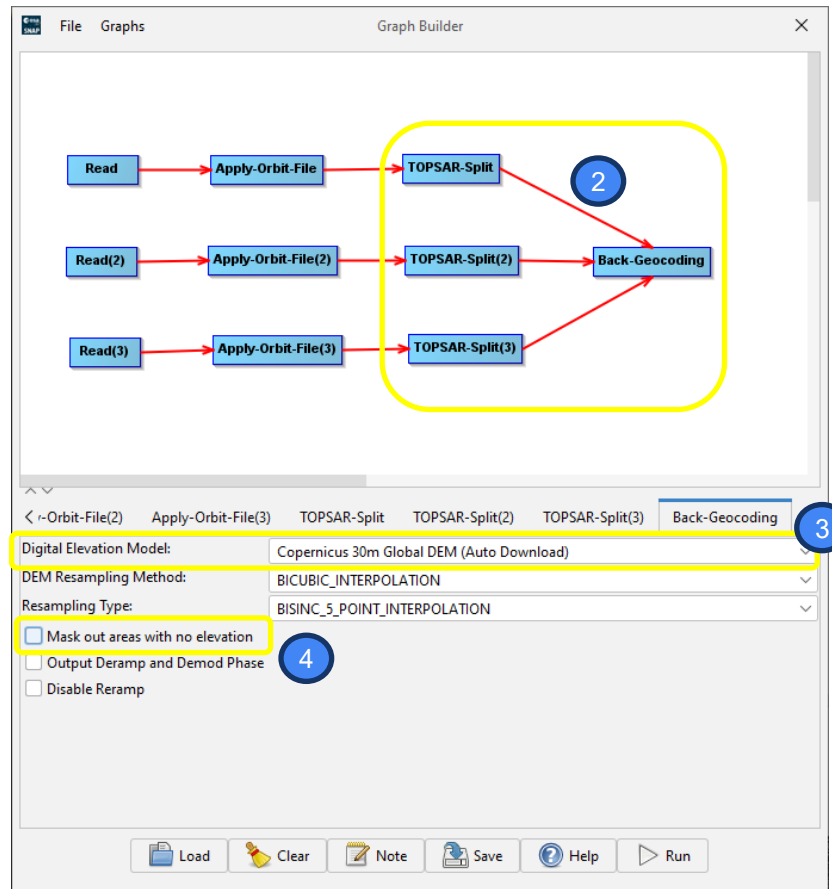 esa
SNAP
File Graphs Graph Builder
Read Apply-Orbit-File TOPSAR-Split
2
Read(2) Apply-Orbit-File(2) TOPSAR-Split(2) Back-Geocoding
Read(3) Apply-Orbit-File(3) TOPSAR-Split(3)
-Orbit-File(2) Apply-Orbit-File(3) TOPSAR-Split TOPSAR-Split(2) TOPSAR-Split(3) Back-Geocoding
3
Digital Elevation Model: Copernicus 30m Global DEM (Auto Download)
DEM Resampling Method: BICUBIC_INTERPOLATION
Resampling Type: BISINC_5_POINT_INTERPOLATION
Mask out areas with no elevation
4
Output Deramp and Demod Phase
Disable Reramp
Load Clear Note Save Help Run